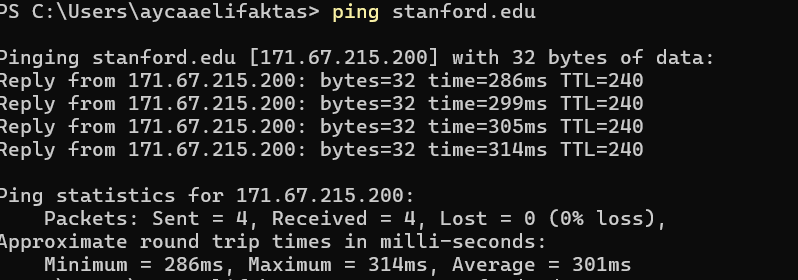 PS C:\Users\aycaaelifaktas> ping stanford.edu
Pinging stanford.edu [171.67.215.200] with 32 bytes of data:
Reply from 171.67.215.200: bytes=32 time=286ms TTL=240
Reply from 171.67.215.200: bytes=32 time=299ms TTL=240
Reply from 171.67.215.200: bytes=32 time=305ms TTL=240
Reply from 171.67.215.200: bytes=32 time=314ms TTL=240
Ping statistics for 171.67.215.200:
    Packets: Sent = 4, Received = 4, Lost = 0 (0% loss),
Approximate round trip times in milli-seconds:
    Minimum = 286ms, Maximum = 314ms, Average = 301ms